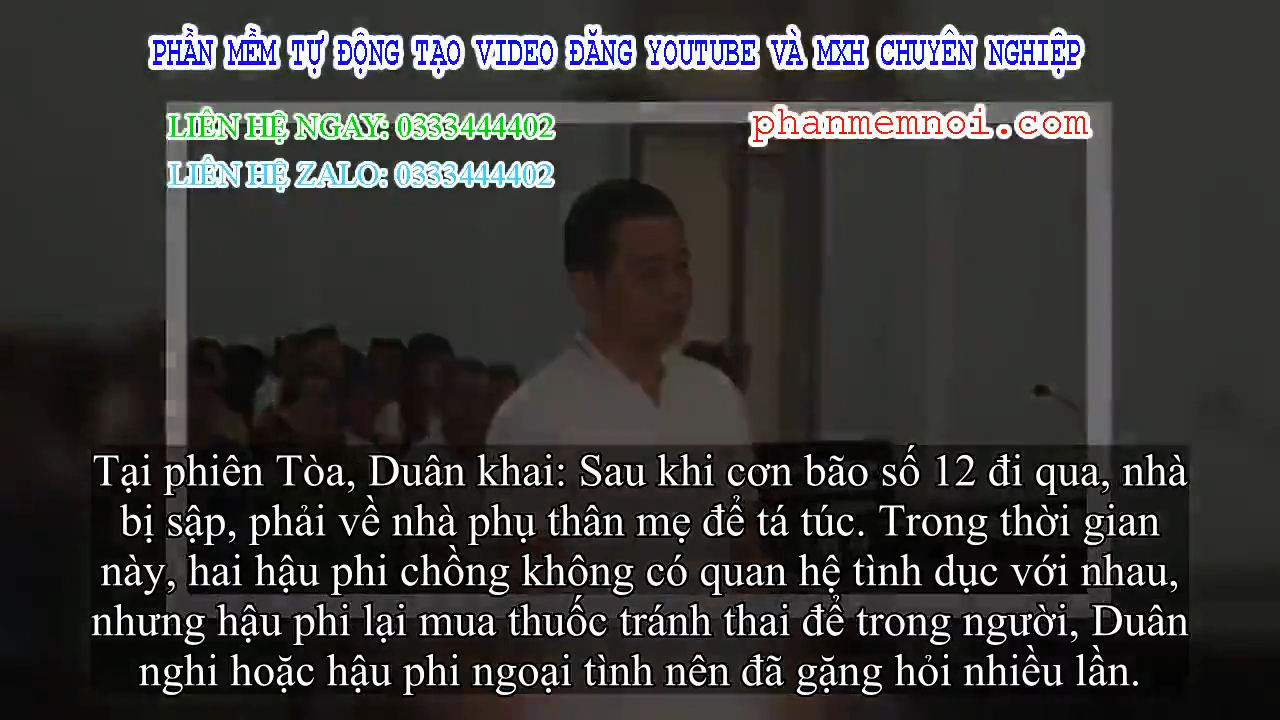 PHẦN MỀM TỰ ĐỘNG TẠO VIDEO ĐĂNG YOUTUBE VÀ MXH CHUYÊN NGHIỆP
LIÊN HỆ NGAY: 0333444402
phanmemnoi.com
LIÊN HỆ ZALO: 0333444402
Tại phiên Tòa, Duân khai: Sau khi cơn bão số 12 đi qua, nhà
bị sập, phải về nhà phụ thân mẹ để tá túc. Trong thời gian
này, hai hậu phi chồng không có quan hệ tình dục với nhau,
nhưng hậu phi lại mua thuốc tránh thai để trong người, Duân
nghi hoặc hậu phi ngoại tình nên đã gặng hỏi nhiều lần.